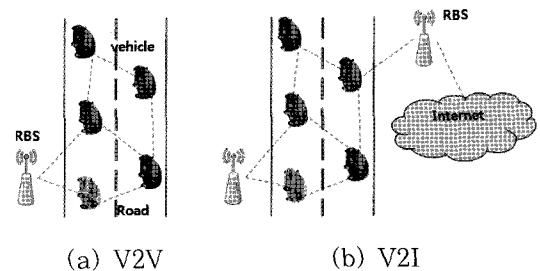 vehicle
RBS
Road
(a) V2V
RBS
Internet
(b) V2I